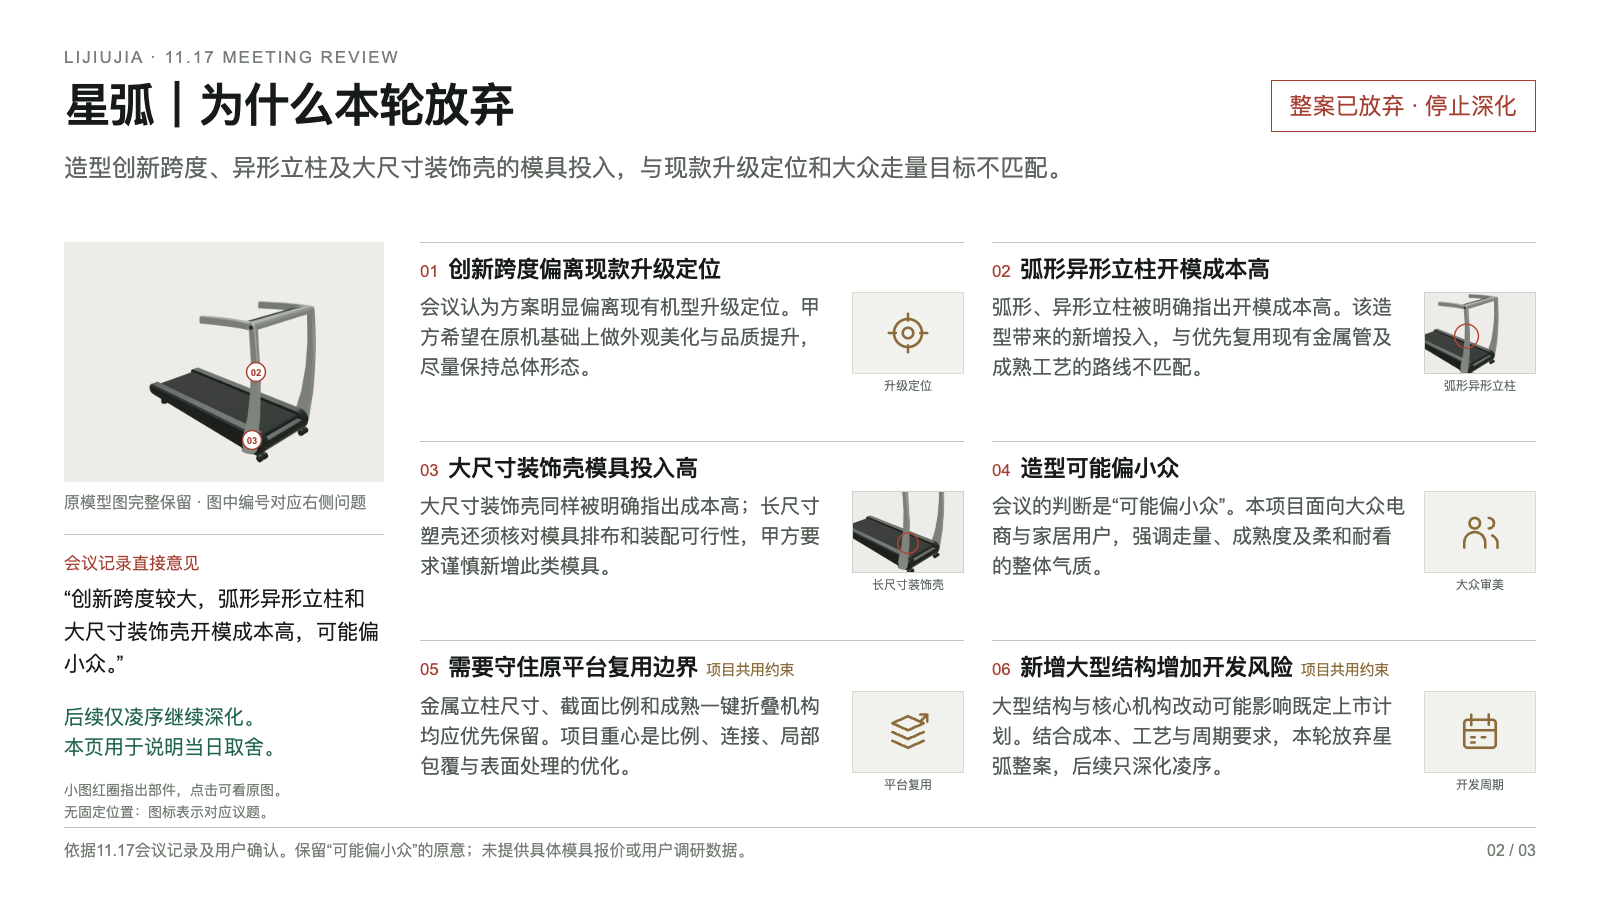 LIJIUJIA · 11.17 MEETING REVIEW
星弧｜为什么本轮放弃
整案已放弃 · 停止深化
造型创新跨度、异形立柱及大尺寸装饰壳的模具投入，与现款升级定位和大众走量目标不匹配。
02
03
原模型图完整保留 · 图中编号对应右侧问题
会议记录直接意见
“创新跨度较大，弧形异形立柱和
大尺寸装饰壳开模成本高，可能偏
小众。”
后续仅凌序继续深化。
本页用于说明当日取舍。
小图红圈指出部件，点击可看原图。
无固定位置：图标表示对应议题。
01 创新跨度偏离现款升级定位
会议认为方案明显偏离现有机型升级定位。甲
方希望在原机基础上做外观美化与品质提升，
尽量保持总体形态。
升级定位
02 弧形异形立柱开模成本高
弧形、异形立柱被明确指出开模成本高。该造
型带来的新增投入，与优先复用现有金属管及
成熟工艺的路线不匹配。
弧形异形立柱
03 大尺寸装饰壳模具投入高
大尺寸装饰壳同样被明确指出成本高；长尺寸
塑壳还须核对模具排布和装配可行性，甲方要
求谨慎新增此类模具。
长尺寸装饰壳
04 造型可能偏小众
会议的判断是“可能偏小众”。本项目面向大众电
商与家居用户，强调走量、成熟度及柔和耐看
的整体气质。
大众审美
05 需要守住原平台复用边界 项目共用约束
金属立柱尺寸、截面比例和成熟一键折叠机构
均应优先保留。项目重心是比例、连接、局部
包覆与表面处理的优化。
平台复用
06 新增大型结构增加开发风险 项目共用约束
大型结构与核心机构改动可能影响既定上市计
划。结合成本、工艺与周期要求，本轮放弃星
弧整案，后续只深化凌序。
开发周期
依据11.17会议记录及用户确认。保留“可能偏小众”的原意；未提供具体模具报价或用户调研数据。
02 / 03